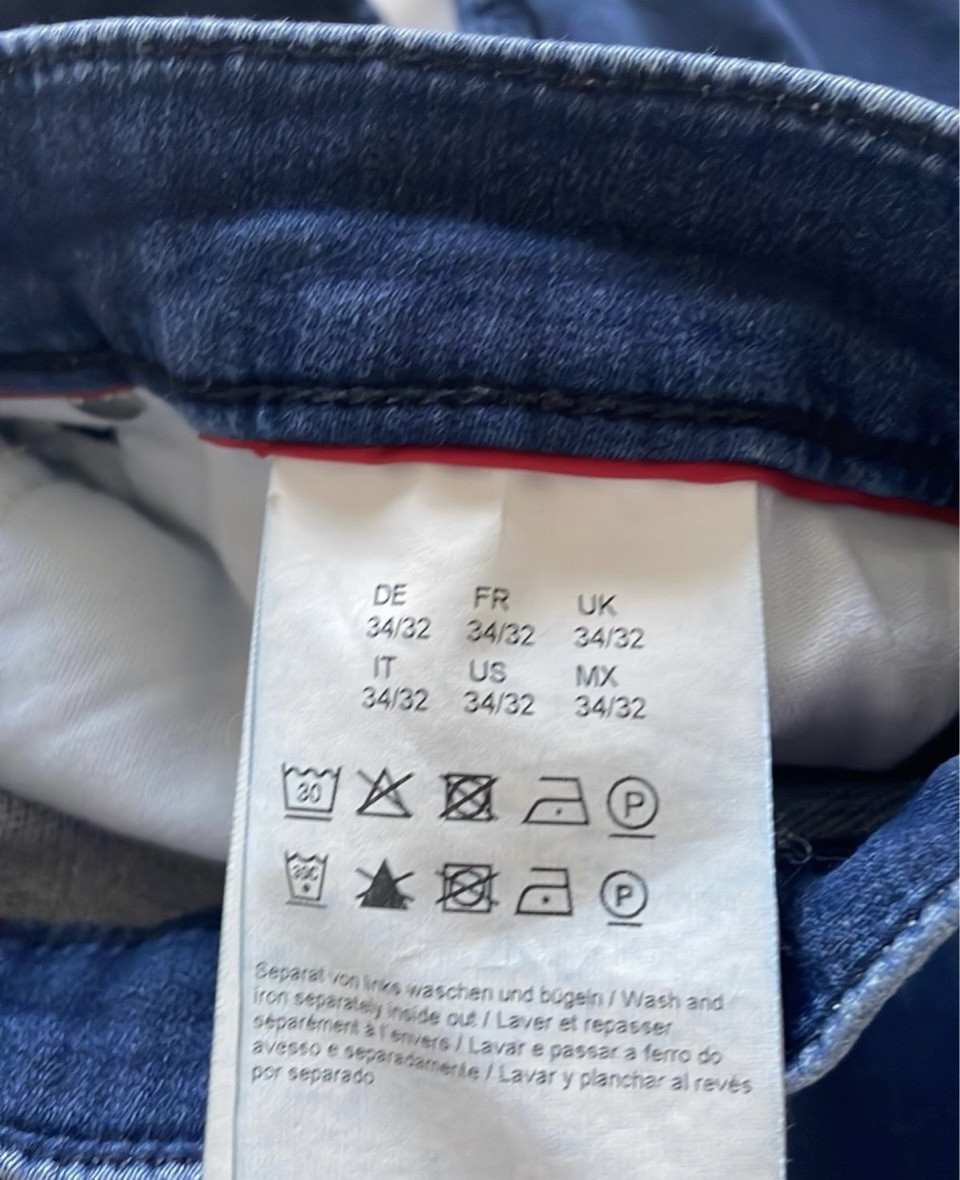 DE FR UK
34/32 34/32 34/32
IT US MX
34/32 34/32 34/32
30 P
30C P
Separat von links waschen und bügeln / Wash and
iron separately inside out / Laver et repasser
séparément à l'envers / Lavar e passar a ferro do
avesso e separadamente / Lavar y planchar al revés
por separado